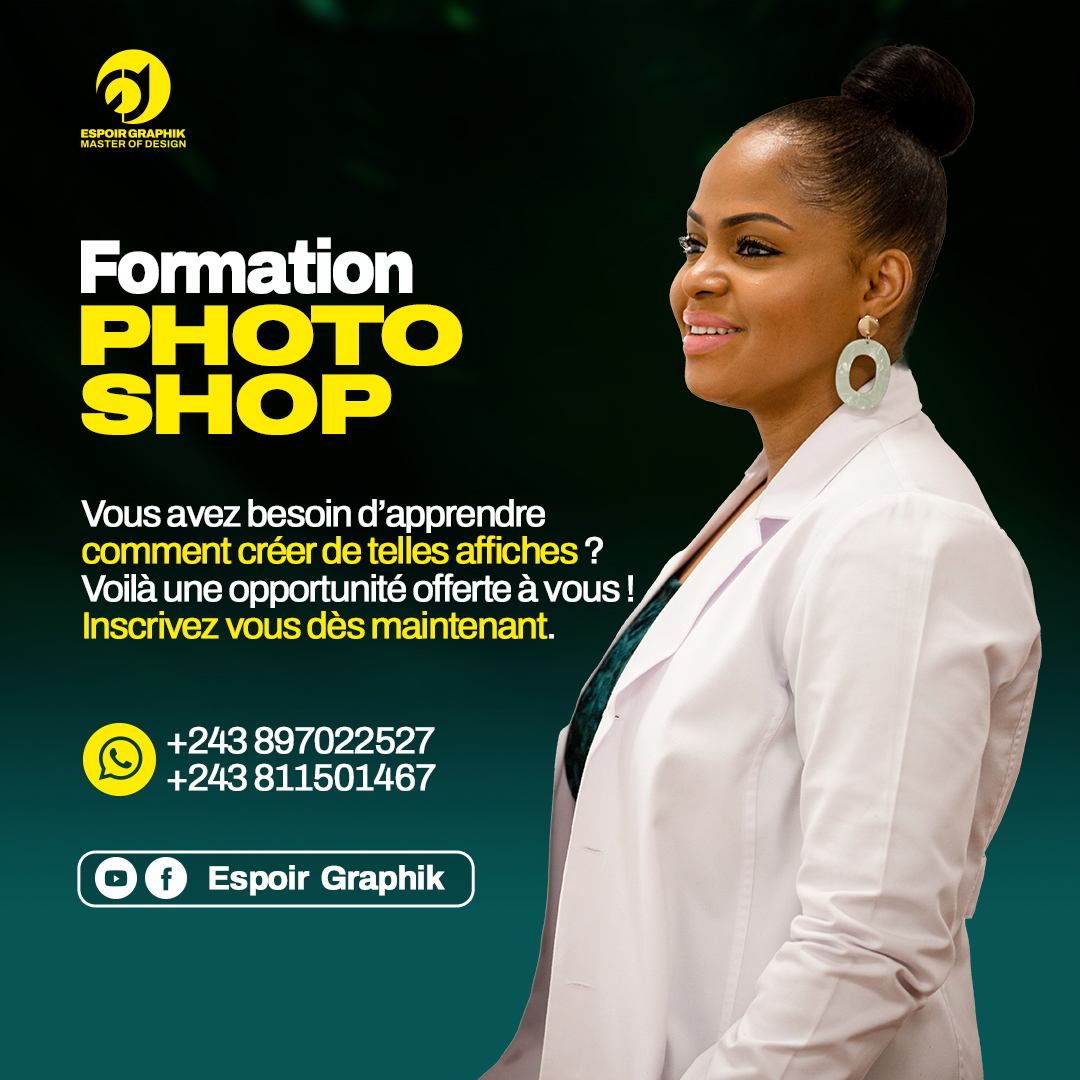 ESPOIR GRAPHIK
MASTER OF DESIGN
Formation
PHOTO
SHOP
Vous avez besoin d’apprendre
comment créer de telles affiches ?
Voilà une opportunité offerte à vous !
Inscrivez vous dès maintenant.
+243 897022527
+243 811501467
Espoir Graphik